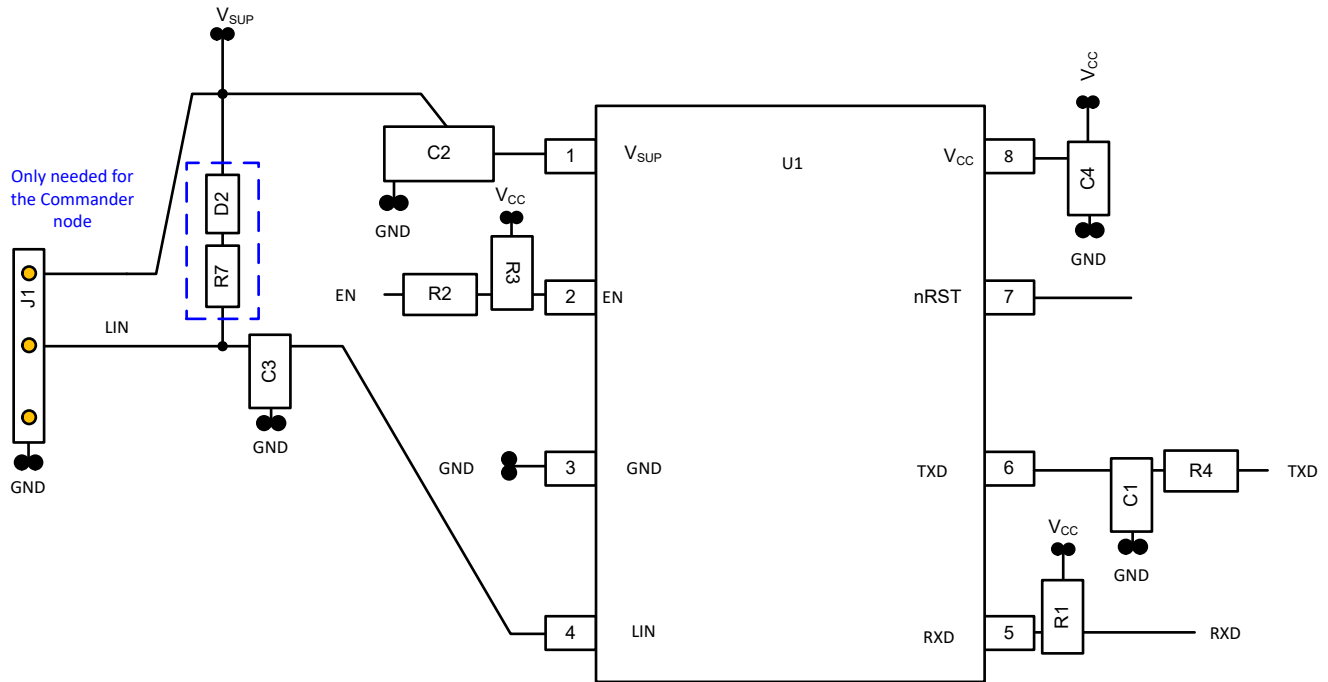 VSUP
Only needed for
the Commander
node
D2
R7
J1
LIN
C3
GND
GND
C2
GND
VCC
R3
EN
R2
GND
1
VSUP
2
EN
3
GND
4
LIN
U1
VCC
8
nRST
7
TXD
6
RXD
5
VCC
C4
GND
C1
R4
TXD
GND
VCC
R1
RXD